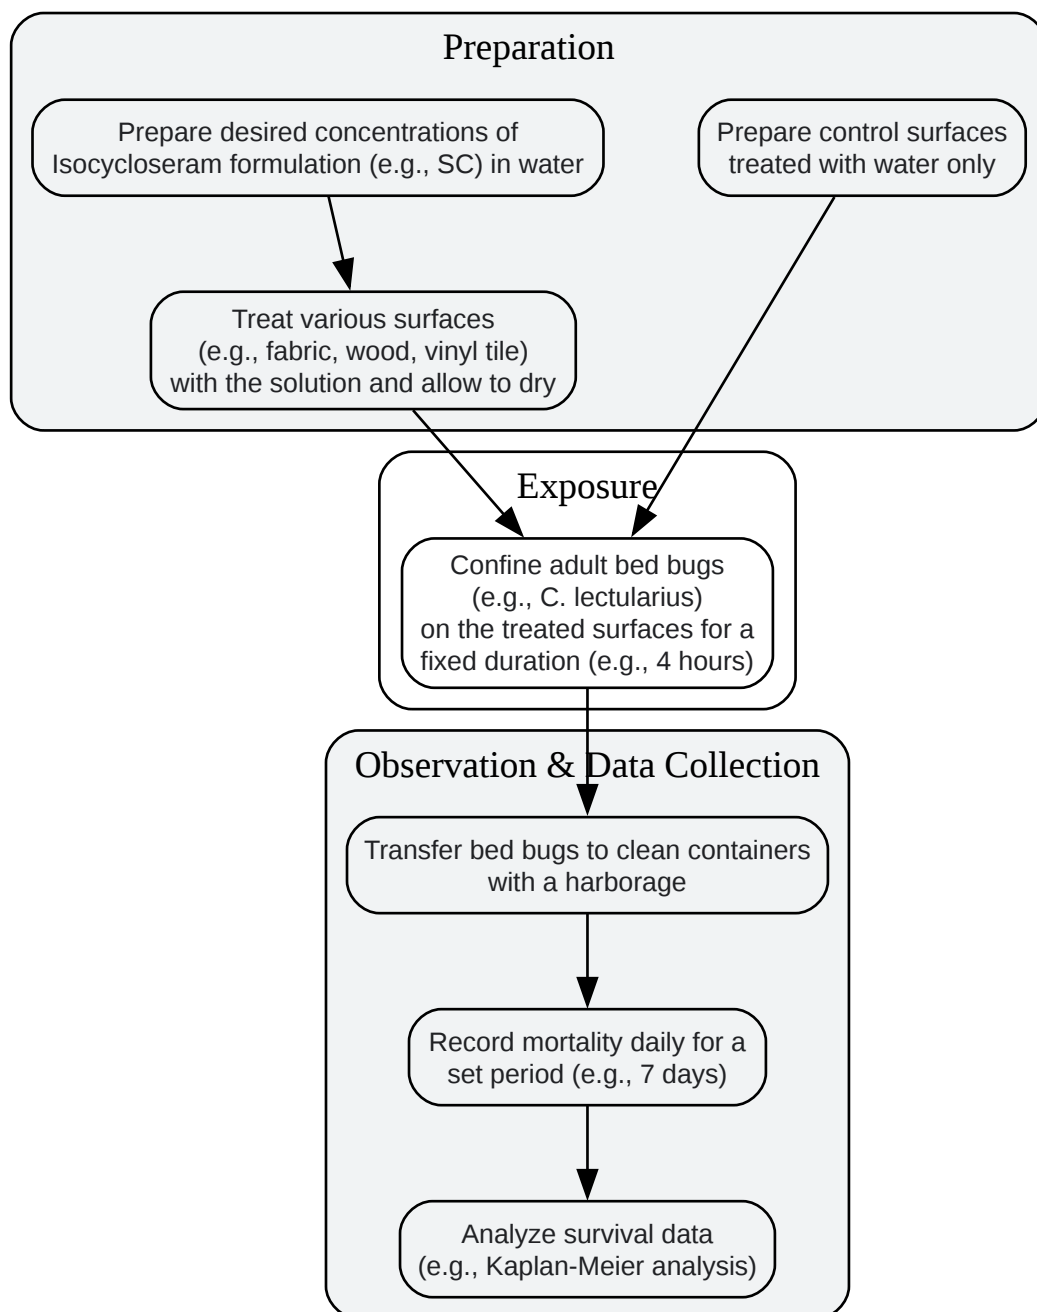 Preparation
Prepare desired concentrations of
Isocycloseram formulation (e.g., SC) in water
Prepare control surfaces
treated with water only
Treat various surfaces
(e.g., fabric, wood, vinyl tile)
with the solution and allow to dry
Exposure
Confine adult bed bugs
(e.g., C. lectularius)
on the treated surfaces for a
fixed duration (e.g., 4 hours)
Observation & Data Collection
Transfer bed bugs to clean containers
with a harborage
Record mortality daily for a
set period (e.g., 7 days)
Analyze survival data
(e.g., Kaplan-Meier analysis)